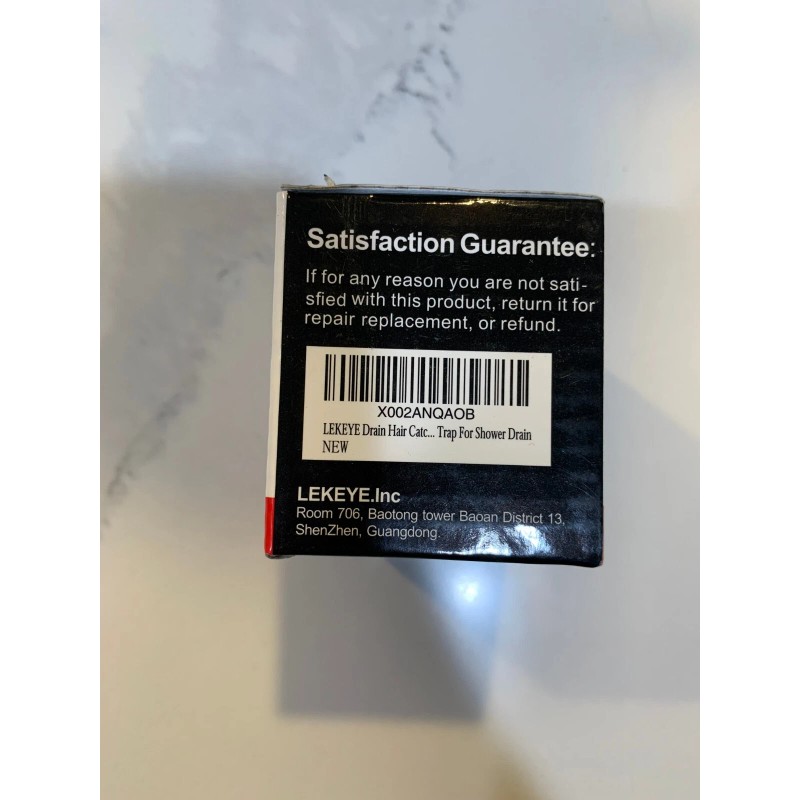 Satisfaction Guarantee:
If for any reason you are not sati-
sfied with this product, return it for
repair replacement, or refund.
X002ANQAOB
LEKEYE Drain Hair Catc... Trap For Shower Drain
NEW
LEKEYE.Inc
Room 706, Baotong tower Baoan District 13,
ShenZhen, Guangdong.